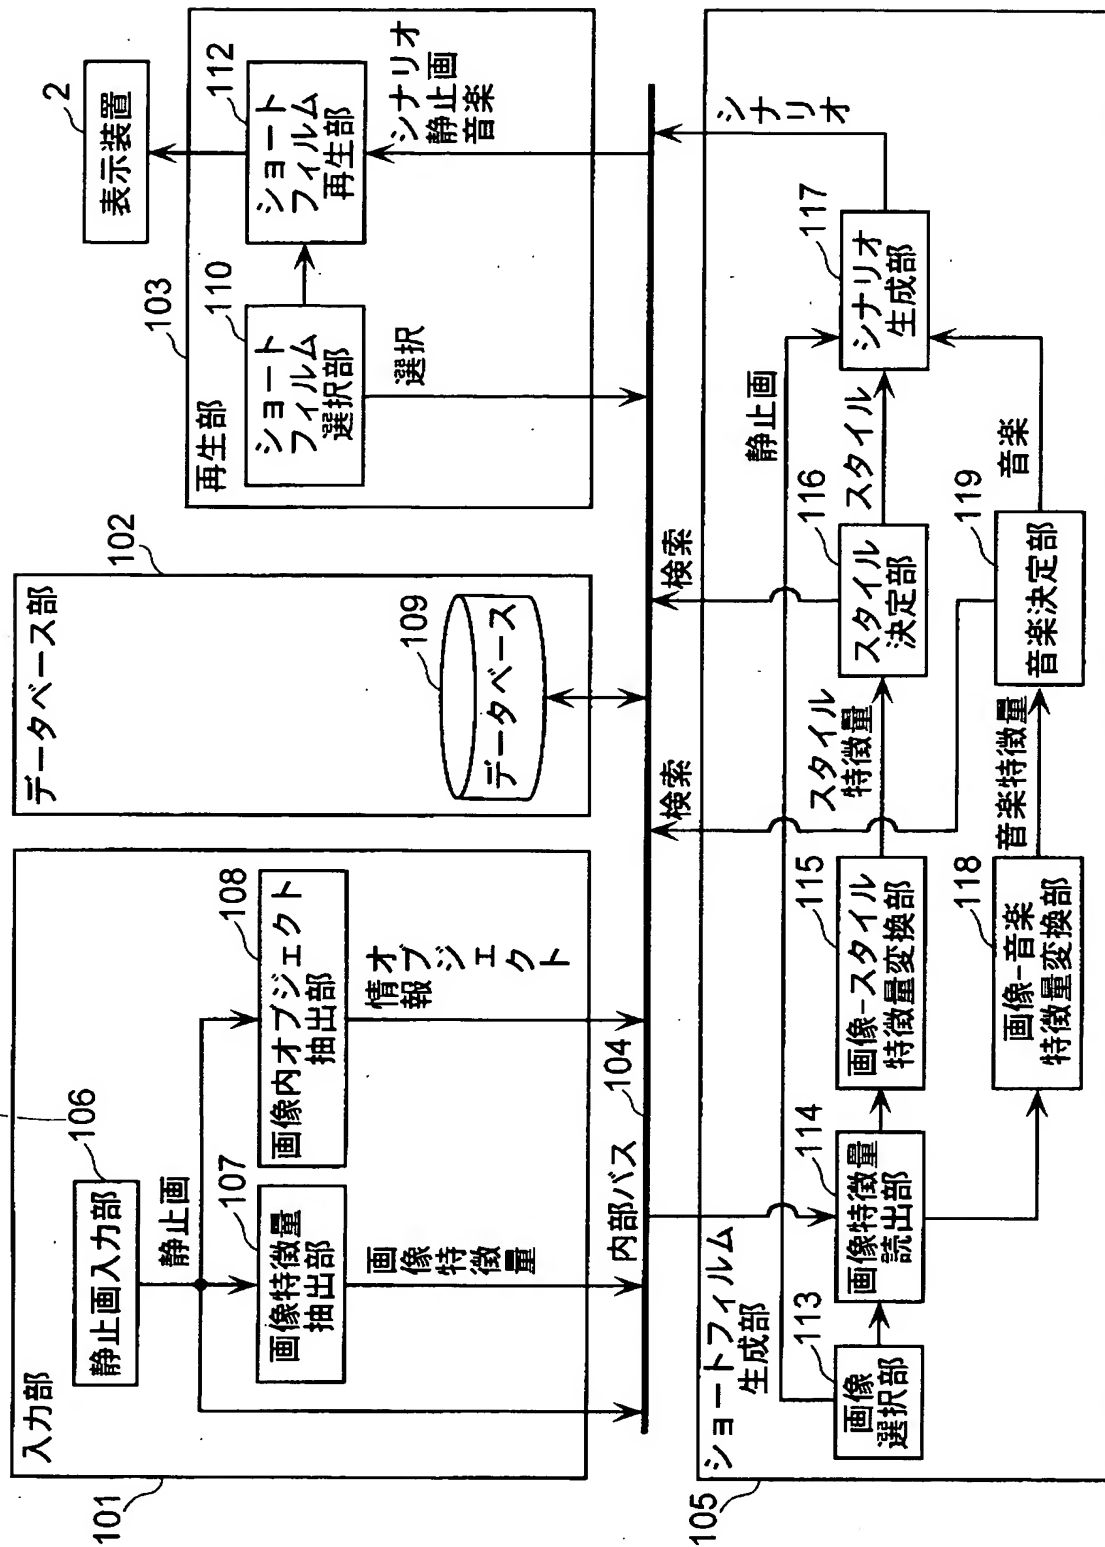 101
入力部
静止画入力部
106
静止画
画像特徴量
抽出部
107
画像特徴量
画像内オブジェクト
抽出部
108
オブジェクト
情報
データベース部
102
データベース
109
再生部
103
ショート
フィルム
選択部
110
選択
ショート
フィルム
再生部
112
シナリオ
静止画
音楽
表示装置
2
内部バス
104
検索
検索
シナリオ
105
ショートフィルム
生成部
画像
選択部
113
画像特徴量
読出部
114
画像-スタイル
特徴量変換部
115
スタイル
特徴量
スタイル
決定部
116
スタイル
静止画
シナリオ
生成部
117
画像-音楽
特徴量変換部
118
音楽特徴量
音楽決定部
119
音楽